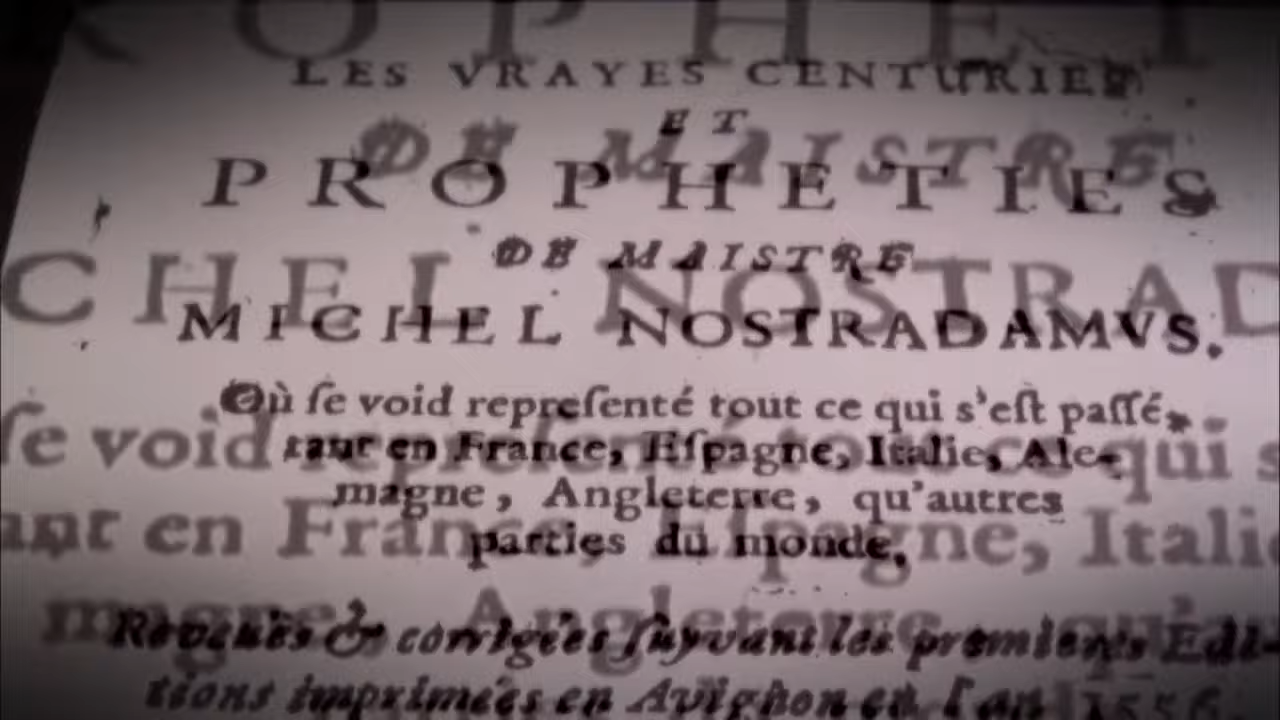 LES VRAYES CENTURIES
ET
PROPHETIES
DE MAISTRE
MICHEL NOSTRADAMVS.
Où ſe void repreſenté tout ce qui s'eſt paſſé,
tant en France, Eſpagne, Italie, Ale-
magne, Angleterre, qu'autres
parties du monde.
Reveuës & corrigées ſuyvant les premieres Edi-
tions imprimées en Avignon en l'an 1556.